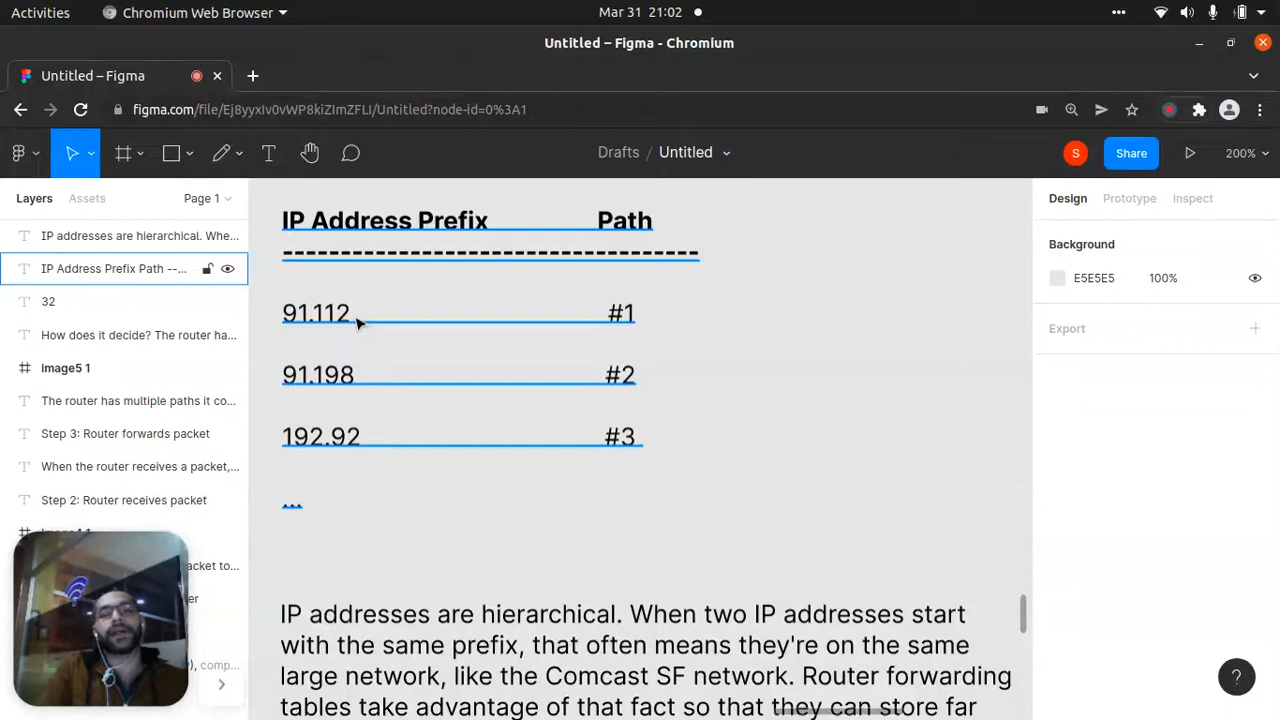 Activities
Chromium Web Browser
Mar 31 21:02
Untitled – Figma - Chromium
Untitled – Figma
figma.com/file/Ej8yyxIv0vWP8kiZImZFLI/Untitled?node-id=0%3A1
Drafts / Untitled
S
Share
200%
Layers
Assets
Page 1
Design
Prototype
Inspect
IP addresses are hierarchical. Whe...
IP Address Prefix Path --...
32
How does it decide? The router ha...
Image5 1
The router has multiple paths it co...
Step 3: Router forwards packet
When the router receives a packet,...
Step 2: Router receives packet
Background
E5E5E5 100%
Export
IP Address Prefix Path
------------------------------------
91.112 #1
91.198 #2
192.92 #3
...
IP addresses are hierarchical. When two IP addresses start
with the same prefix, that often means they're on the same
large network, like the Comcast SF network. Router forwarding
tables take advantage of that fact so that they can store far
?